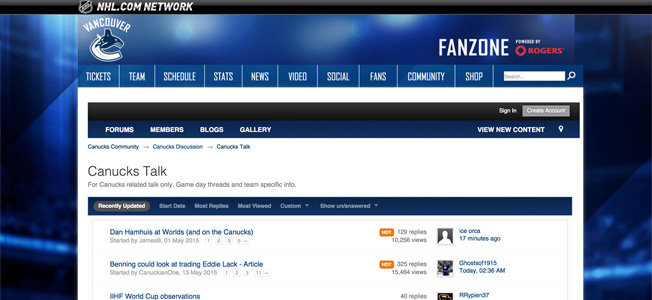 NHL.COM NETWORK
VANCOUVER
FANZONE POWERED BY ROGERS
TICKETS TEAM SCHEDULE STATS NEWS VIDEO SOCIAL FANS COMMUNITY SHOP Search...
Sign In Create Account
FORUMS MEMBERS BLOGS GALLERY VIEW NEW CONTENT
Canucks Community → Canucks Discussion → Canucks Talk
Canucks Talk
For Canucks related talk only. Game day threads and team specific info.
Recently Updated Start Date Most Replies Most Viewed Custom Show un/answered
Dan Hamhuis at Worlds (and on the Canucks) HOT 129 replies ice orca
Started by JamesB, 01 May 2015 1 2 3 5 → 10,256 views 17 minutes ago
Benning could look at trading Eddie Lack - Article HOT 325 replies Ghostsof1915
Started by CanuckianOne, 13 May 2015 1 2 3 11 → 15,464 views Today, 02:36 AM
IIHF World Cup observations 40 replies RRypien37